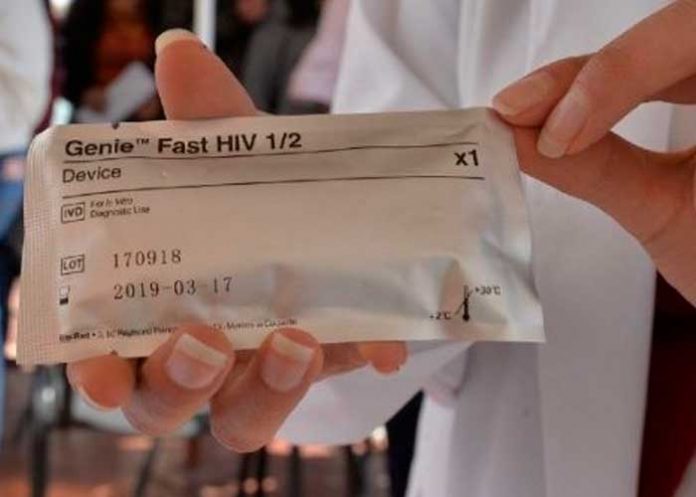 Genie™ Fast HIV 1/2
Device
x1
IVD For In Vitro
Diagnostic Use
LOT 170918
2019-03-17
+2°C
+30°C